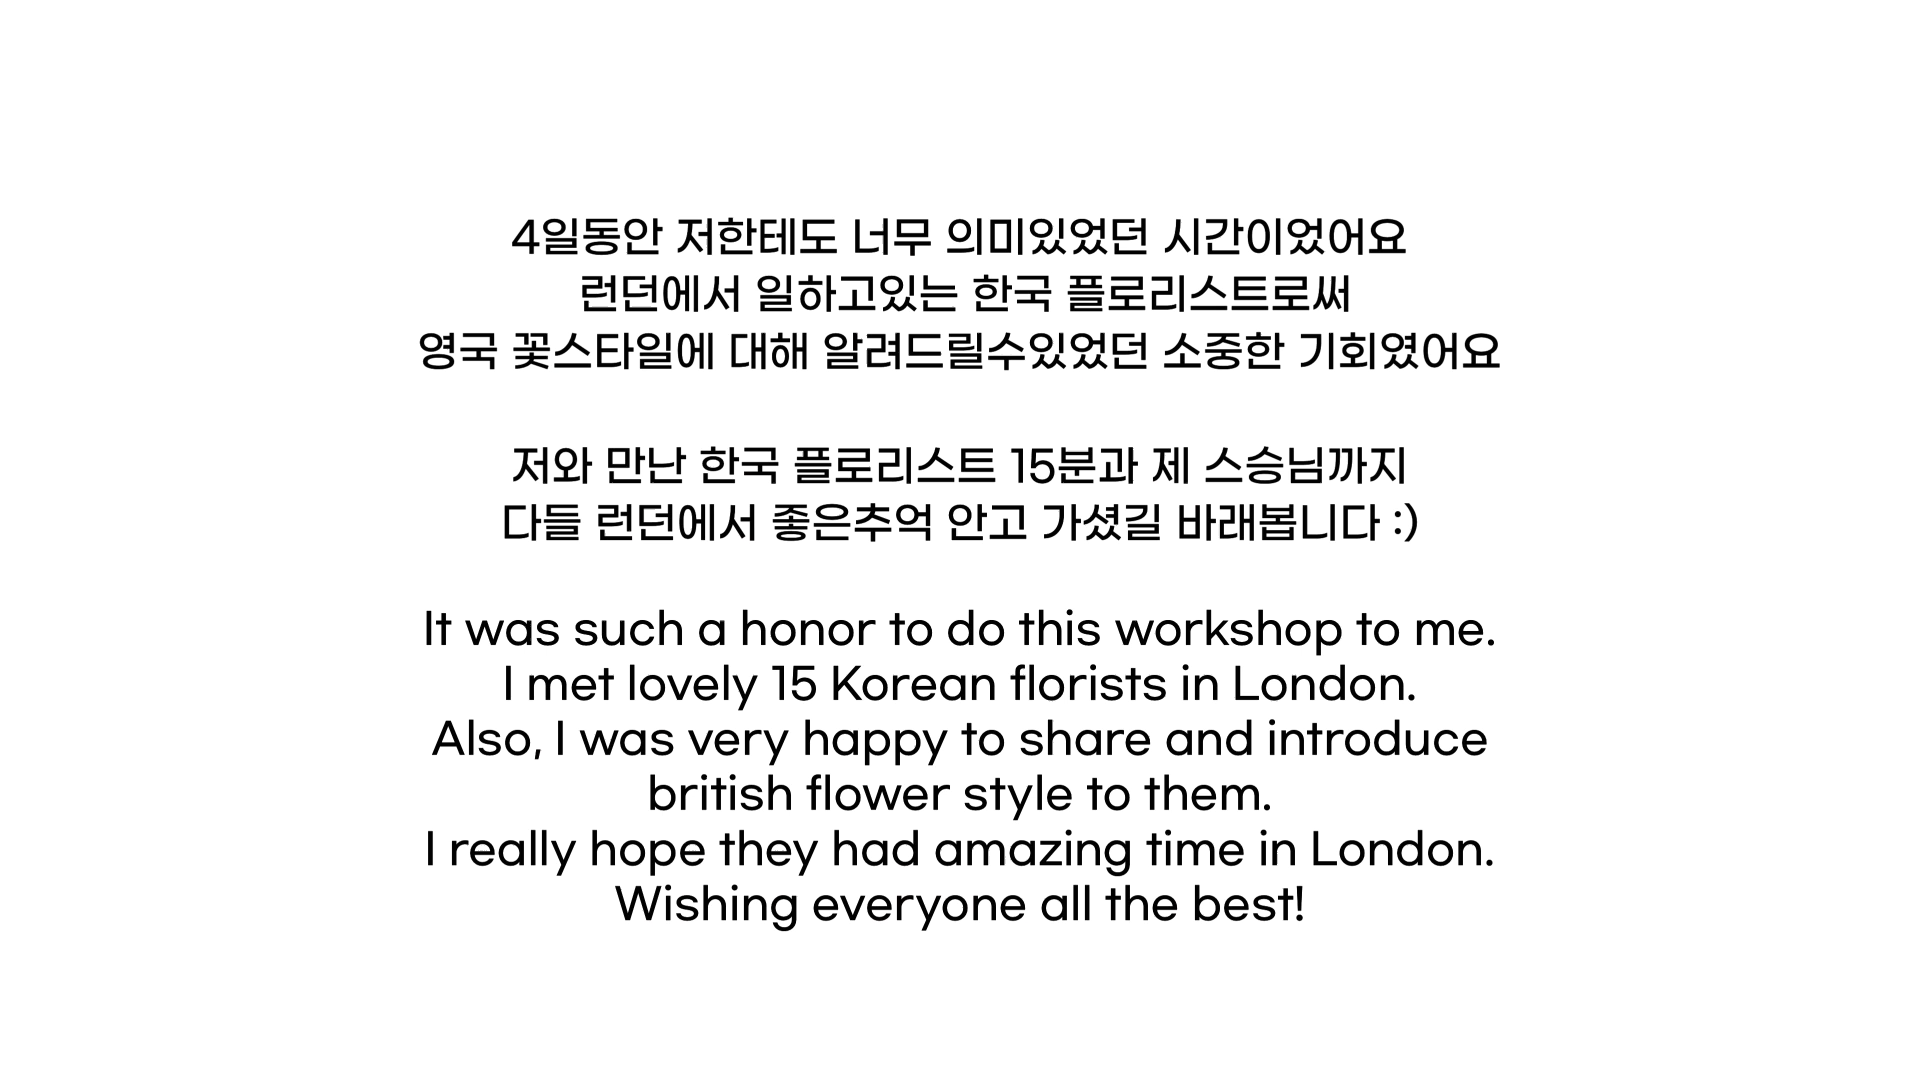 4일동안 저한테도 너무 의미있었던 시간이었어요
런던에서 일하고있는 한국 플로리스트로써
영국 꽃스타일에 대해 알려드릴수있었던 소중한 기회였어요
저와 만난 한국 플로리스트 15분과 제 스승님까지
다들 런던에서 좋은추억 안고 가셨길 바래봅니다 :)
It was such a honor to do this workshop to me.
I met lovely 15 Korean florists in London.
Also, I was very happy to share and introduce
british flower style to them.
I really hope they had amazing time in London.
Wishing everyone all the best!